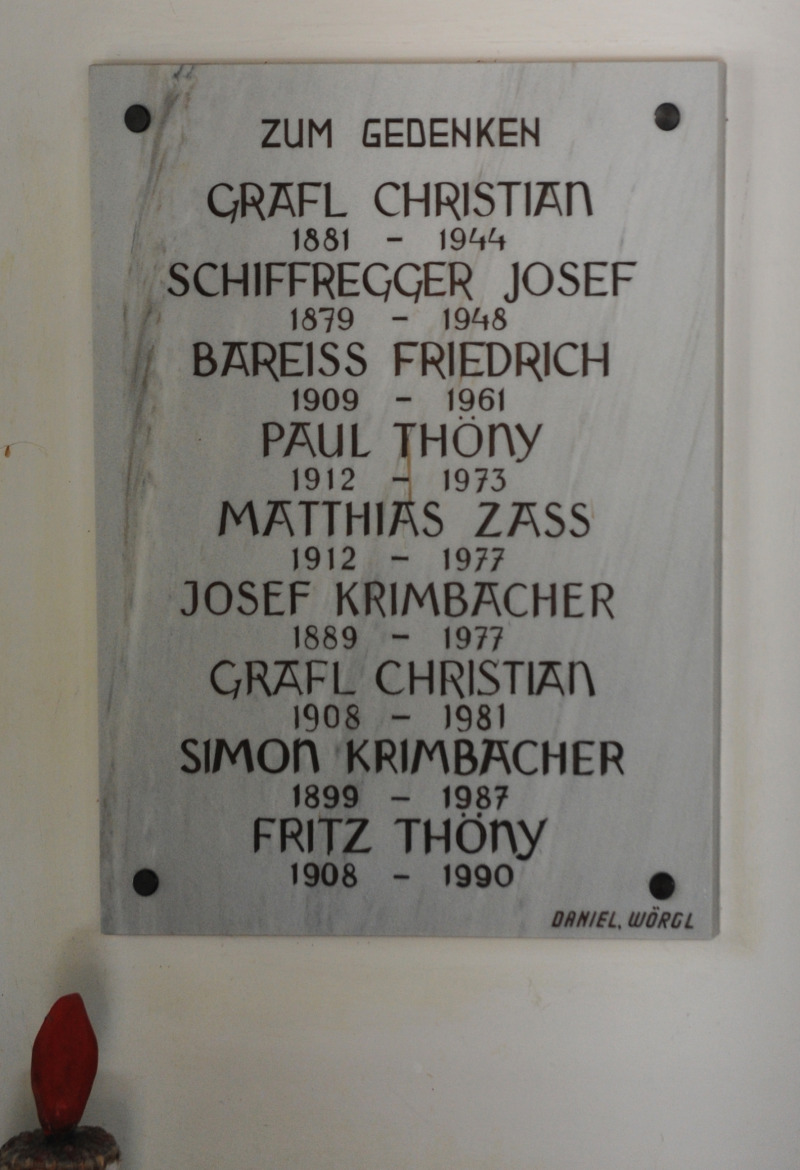 ZUM GEDENKEN
GRAFL CHRISTIAN
1881 – 1944
SCHIFFREGGER JOSEF
1879 – 1948
BAREISS FRIEDRICH
1909 – 1961
PAUL THÖNY
1912 – 1973
MATTHIAS ZASS
1912 – 1977
JOSEF KRIMBACHER
1889 – 1977
GRAFL CHRISTIAN
1908 – 1981
SIMON KRIMBACHER
1899 – 1987
FRITZ THÖNY
1908 – 1990
DANIEL, WÖRGL